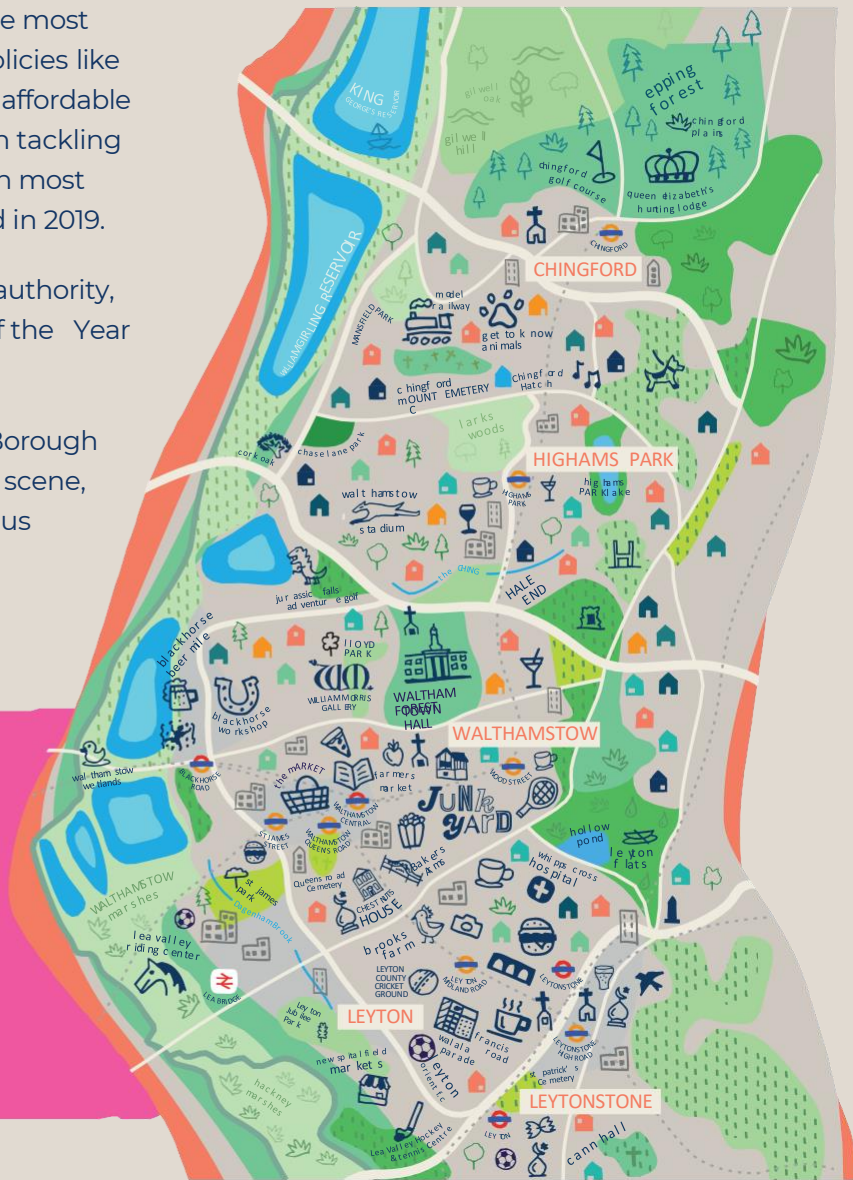 e most
olicies like
affordable
n tackling
n most
d in 2019.
authority,
f the Year
Borough
scene,
us
KING
GEORGE'S RESERVOIR
gilwell
oak
gilwell
hill
epping
forest
chingford
plains
chingford
golf course
queen elizabeth's
hunting lodge
CHINGFORD
CHINGFORD
WILLIAM GIRLING RESERVOIR
MANSFIELD PARK
model
railway
get to know
animals
chingford
mOUNT CEMETERY
Chingford
Hatch
larks
woods
cork oak
chase lane park
HIGHAMS PARK
HIGHAMS
PARK
highams
PARK lake
walthamstow
stadium
the CHING
HALE
END
jurassic falls
adventure golf
blackhorse
beer mile
lLOYD
PARK
WILLIAM MORRIS
GALLERY
WM
blackhorse
workshop
WALTHAM
FOREST
TOWN
HALL
WALTHAMSTOW
walthamstow
wetlands
BLACKHORSE
ROAD
the mARKET
farmers
market
WOOD STREET
WALTHAMSTOW
CENTRAL
JUNK
YARD
ST JAMES
STREET
WALTHAMSTOW
QUEEN'S ROAD
bakers
Arms
hollow
pond
leyton
flats
whipps cross
hospital
Queens road
Cemetery
CHESTNUTS
HOUSE
WALTHAMSTOW
marshes
st james
park
Dagenham Brook
lea valley
riding center
LEA BRIDGE
brooks
farm
LEYTON
COUNTY
CRICKET
GROUND
LEYTON
MIDLAND ROAD
LEYTONSTONE
Leyton
Jubilee
Park
LEYTON
walala
parade
francis
road
LEYTONSTONE
HIGH ROAD
new spitalfield
markets
leyton
orient f.c
st patrick's
Cemetery
LEYTONSTONE
hackney
marshes
Lea Valley Hockey
& tennis Centre
LEYTON
cann hall